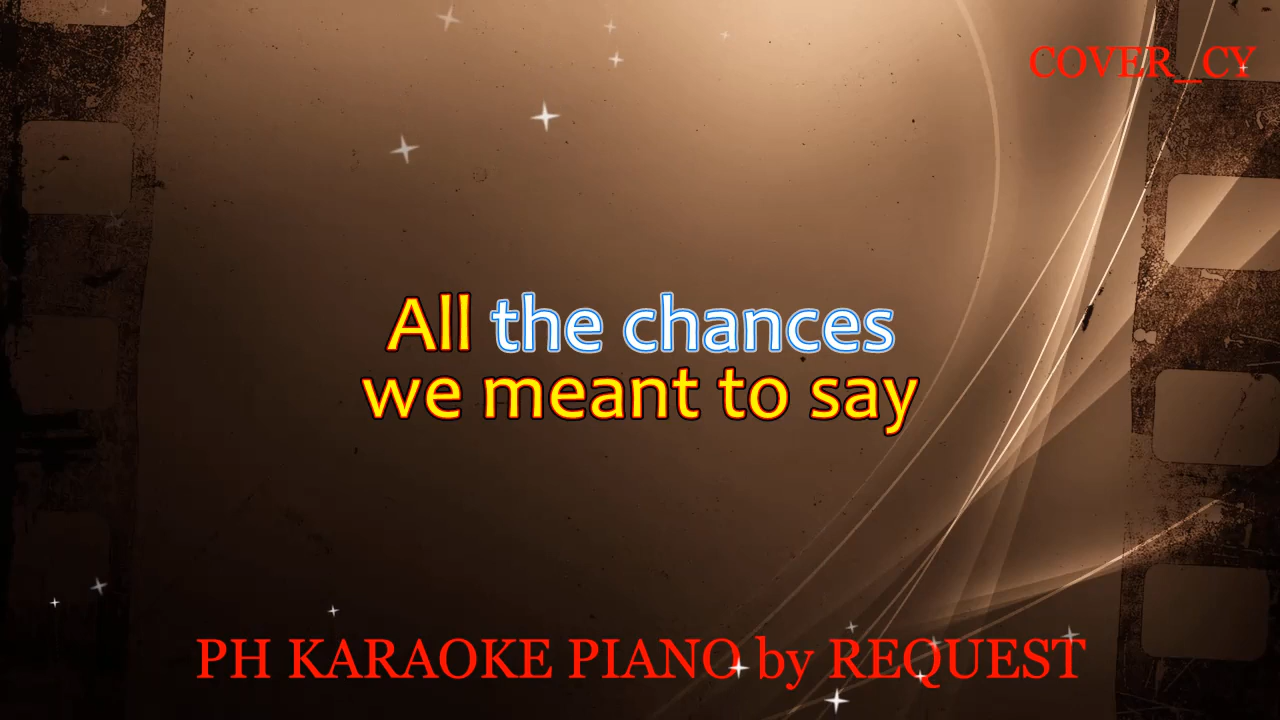 COVER_CY
All the chances
we meant to say
PH KARAOKE PIANO by REQUEST